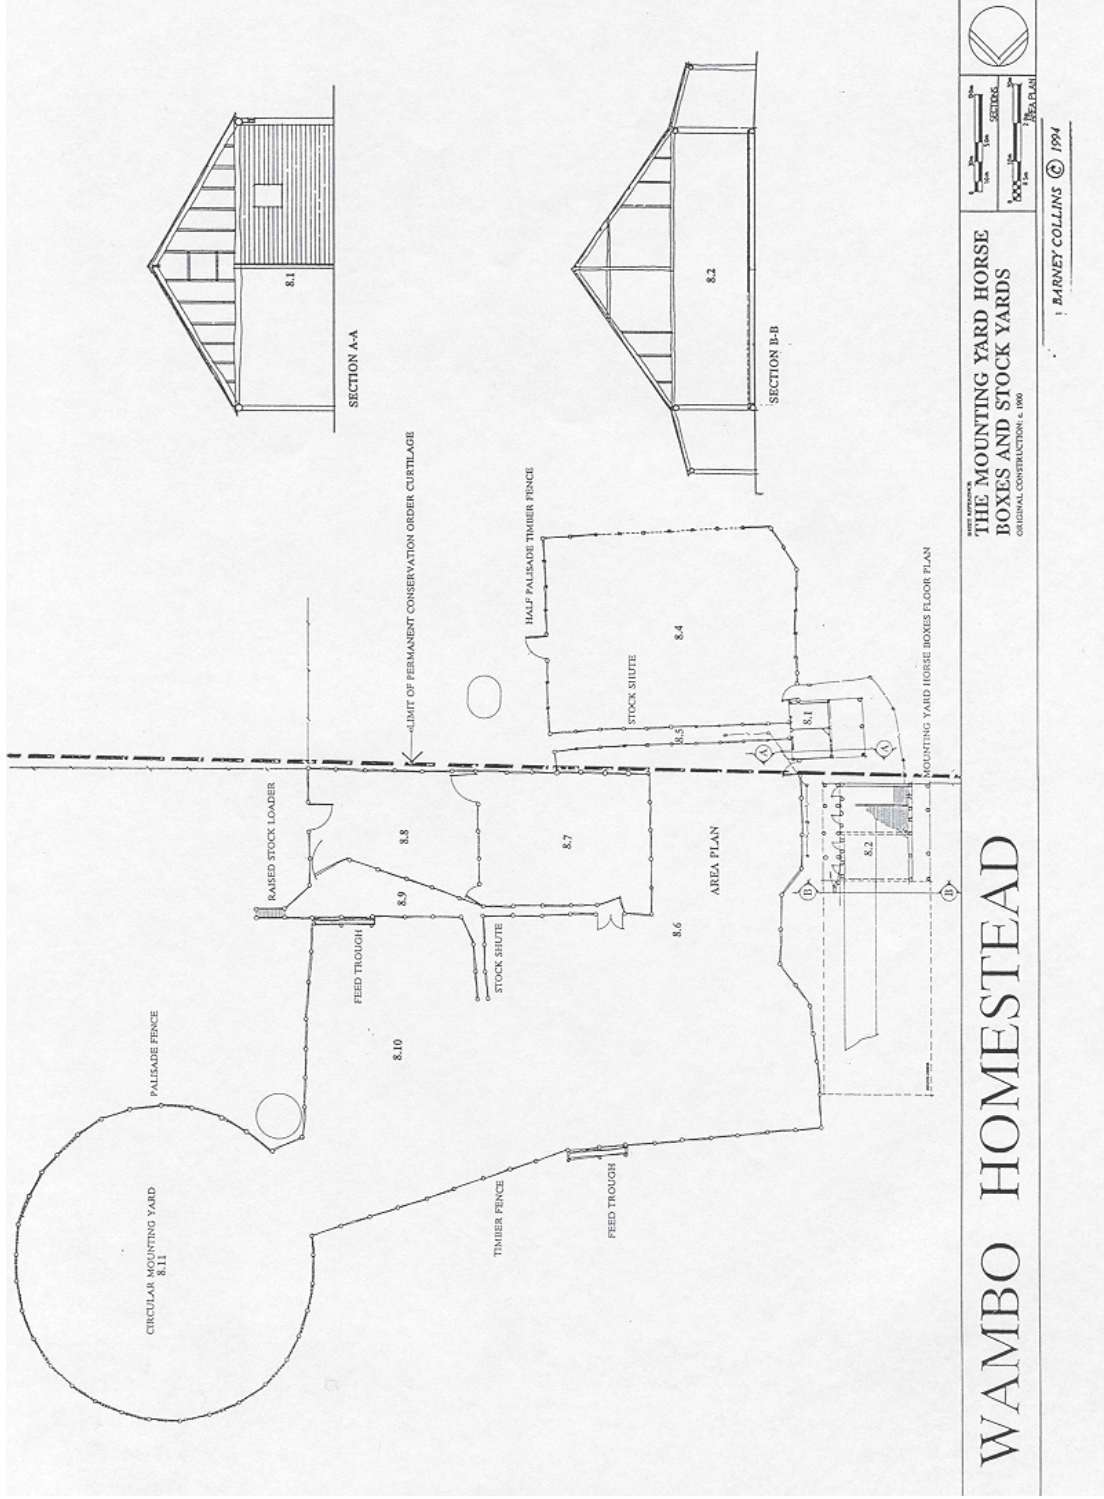 SECTION A-A
8.1
SECTION B-B
8.2
LIMIT OF PERMANENT CONSERVATION ORDER CURTILAGE
HALF PALISADE TIMBER FENCE
8.4
STOCK SHUTE
8.5
8.1
A
A
RAISED STOCK LOADER
8.8
8.7
8.9
AREA PLAN
8.6
FEED TROUGH
STOCK SHUTE
8.10
PALISADE FENCE
CIRCULAR MOUNTING YARD
8.11
TIMBER FENCE
FEED TROUGH
8.2
B
B
MOUNTING YARD HORSE BOXES FLOOR PLAN
WAMBO HOMESTEAD
THE MOUNTING YARD HORSE
BOXES AND STOCK YARDS
ORIGINAL CONSTRUCTION: c. 1900
SECTIONS
AREA PLAN
BARNEY COLLINS © 1994